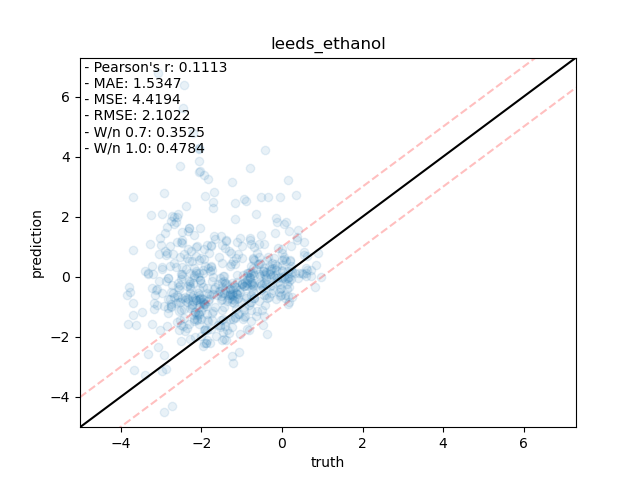 leeds_ethanol
- Pearson's r: 0.1113
- MAE: 1.5347
- MSE: 4.4194
- RMSE: 2.1022
- W/n 0.7: 0.3525
- W/n 1.0: 0.4784
prediction
6
4
2
0
−2
−4
−4 −2 0 2 4 6
truth